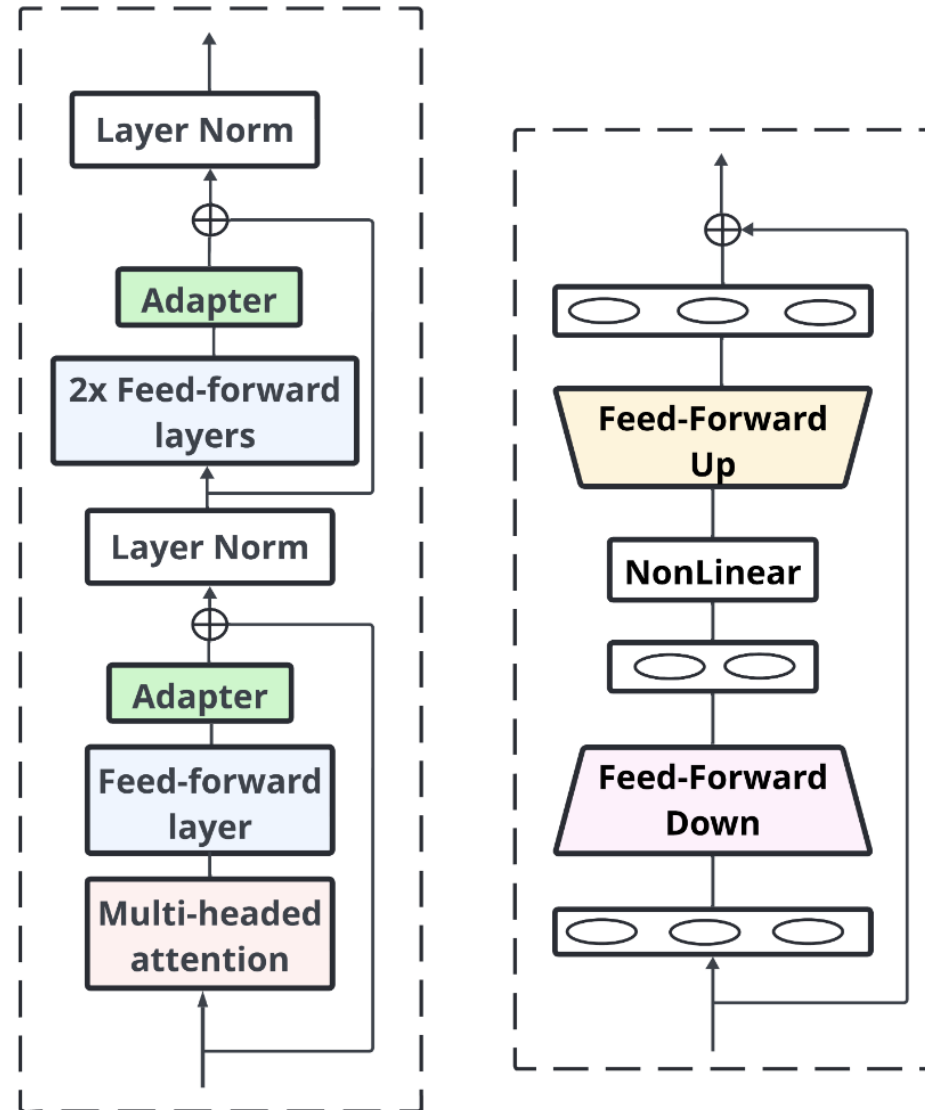 Layer Norm
Adapter
2x Feed-forward
layers
Layer Norm
Adapter
Feed-forward
layer
Multi-headed
attention
Feed-Forward
Up
NonLinear
Feed-Forward
Down